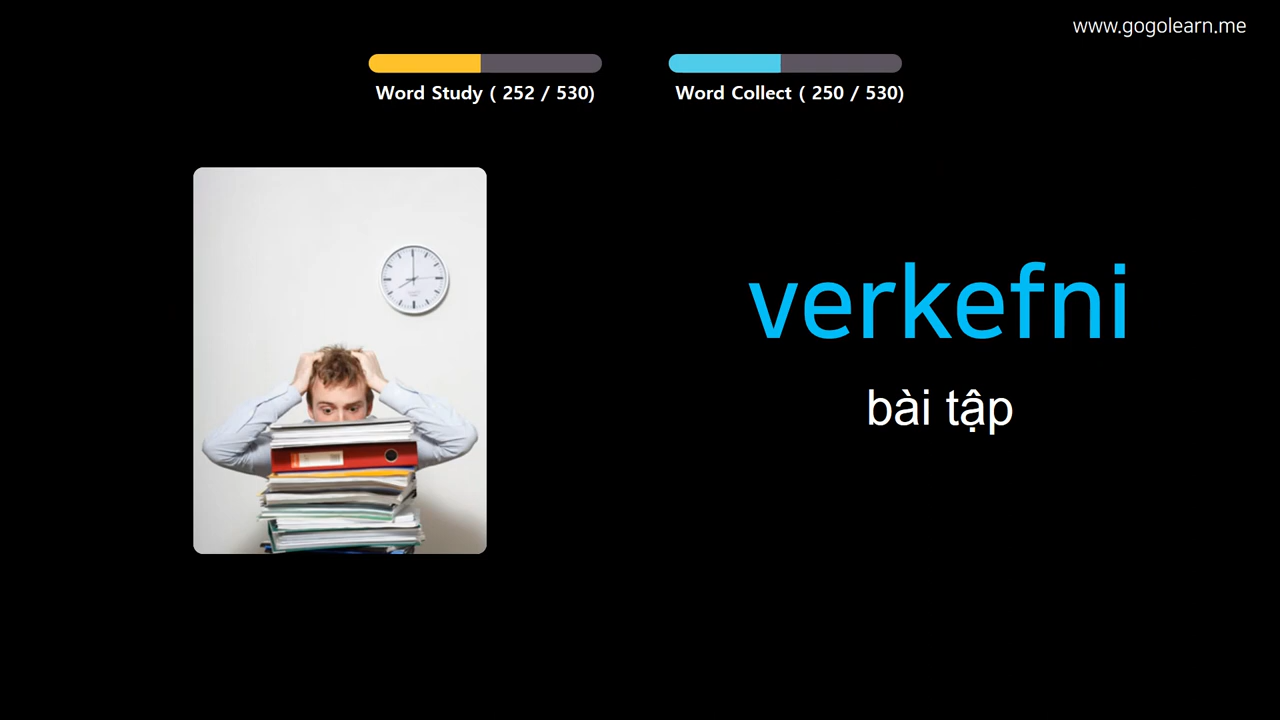 www.gogolearn.me
Word Study ( 252 / 530)
Word Collect ( 250 / 530)
verkefni
bài tập